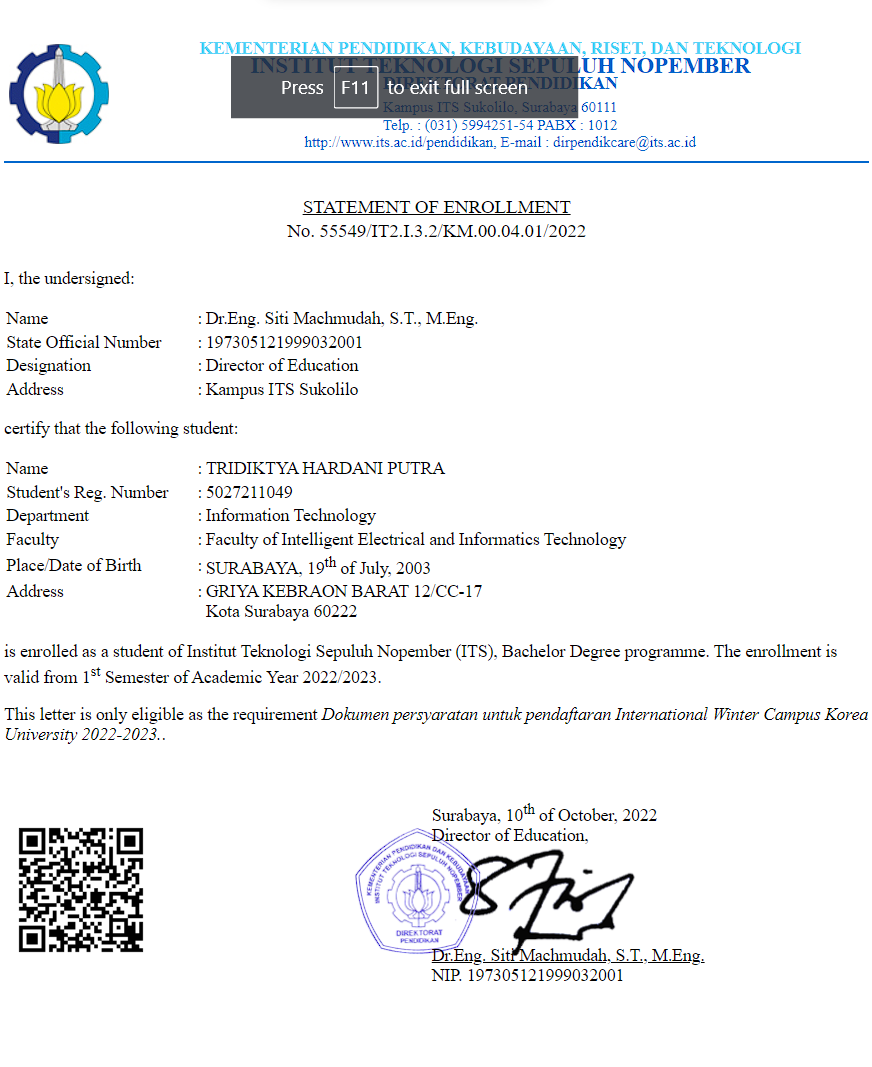 KEMENTERIAN PENDIDIKAN, KEBUDAYAAN, RISET, DAN TEKNOLOGI
INSTITUT TEKNOLOGI SEPULUH NOPEMBER
DIREKTORAT PENDIDIKAN
Press F11 to exit full screen
Kampus ITS Sukolilo, Surabaya 60111
Telp. : (031) 5994251-54 PABX : 1012
http://www.its.ac.id/pendidikan, E-mail : dirpendikcare@its.ac.id
STATEMENT OF ENROLLMENT
No. 55549/IT2.I.3.2/KM.00.04.01/2022
I, the undersigned:
Name : Dr.Eng. Siti Machmudah, S.T., M.Eng.
State Official Number : 197305121999032001
Designation : Director of Education
Address : Kampus ITS Sukolilo
certify that the following student:
Name : TRIDIKTYA HARDANI PUTRA
Student's Reg. Number : 5027211049
Department : Information Technology
Faculty : Faculty of Intelligent Electrical and Informatics Technology
Place/Date of Birth : SURABAYA, 19th of July, 2003
Address : GRIYA KEBRAON BARAT 12/CC-17
Kota Surabaya 60222
is enrolled as a student of Institut Teknologi Sepuluh Nopember (ITS), Bachelor Degree programme. The enrollment is
valid from 1st Semester of Academic Year 2022/2023.
This letter is only eligible as the requirement Dokumen persyaratan untuk pendaftaran International Winter Campus Korea
University 2022-2023..
Surabaya, 10th of October, 2022
Director of Education,
KEMENTERIAN PENDIDIKAN DAN KEBUDAYAAN
INSTITUT TEKNOLOGI SEPULUH NOPEMBER
DIREKTORAT
PENDIDIKAN
Dr.Eng. Siti Machmudah, S.T., M.Eng.
NIP. 197305121999032001